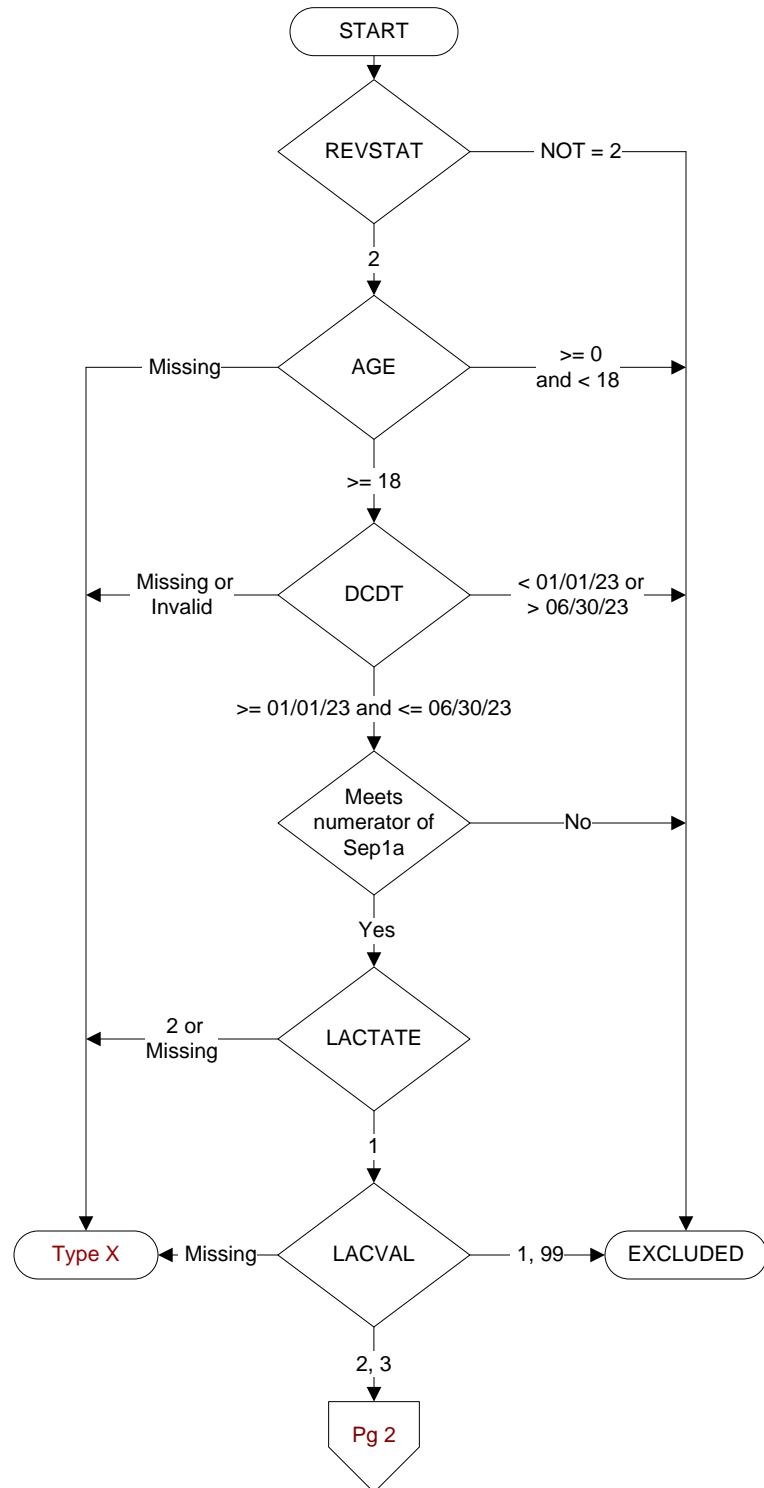 START
REVSTAT
NOT = 2
2
Missing
AGE
>= 0
and < 18
>= 18
Missing or
Invalid
DCDT
< 01/01/23 or
> 06/30/23
>= 01/01/23 and <= 06/30/23
Meets
numerator of
Sep1a
No
Yes
2 or
Missing
LACTATE
1
Type X
Missing
LACVAL
1, 99
EXCLUDED
2, 3
Pg 2